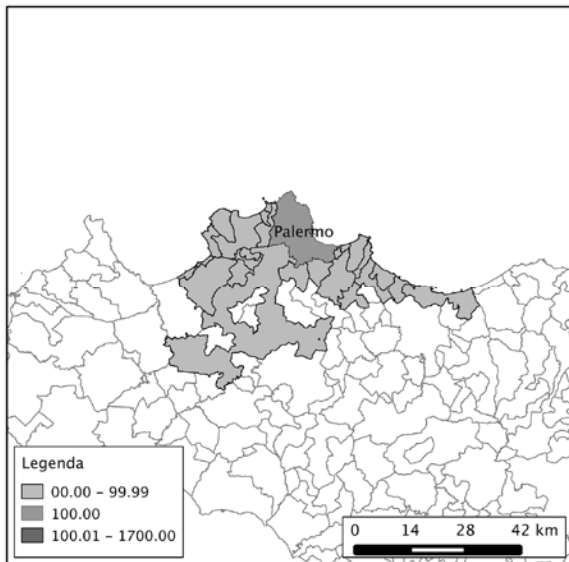 Palermo
Legenda
00.00 – 99.99
100.00
100.01 – 1700.00
0 14 28 42 km